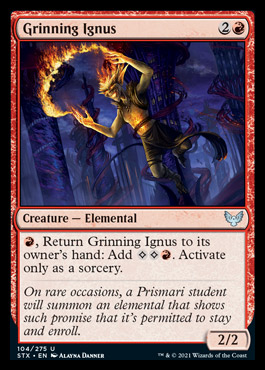 Grinning Ignus 2
Creature — Elemental
, Return Grinning Ignus to its
owner's hand: Add . Activate
only as a sorcery.
On rare occasions, a Prismari student
will summon an elemental that shows
such promise that it's permitted to stay
and enroll.
2/2
104/275 U
STX • EN ALAYNA DANNER
™ & © 2021 Wizards of the Coast